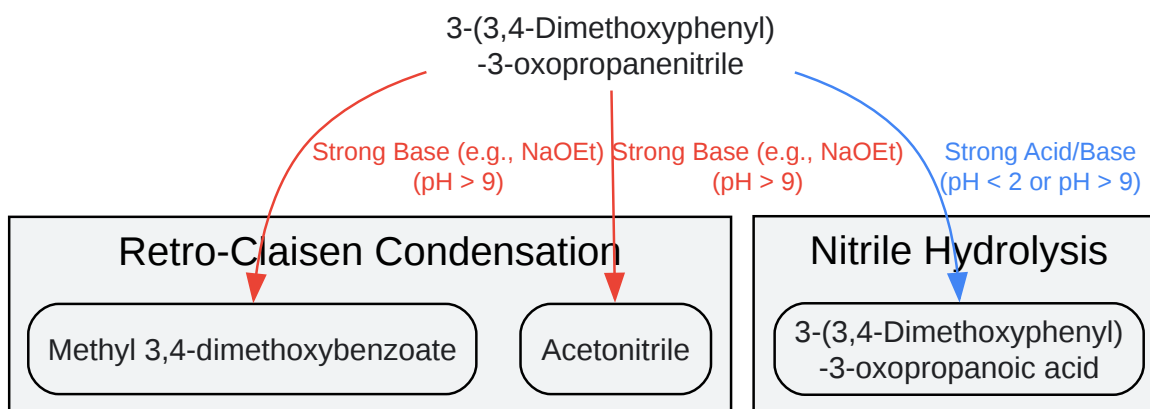 3-(3,4-Dimethoxyphenyl)
-3-oxopropanenitrile
Strong Base (e.g., NaOEt)
(pH > 9)
Strong Base (e.g., NaOEt)
(pH > 9)
Strong Acid/Base
(pH < 2 or pH > 9)
Retro-Claisen Condensation
Methyl 3,4-dimethoxybenzoate
Acetonitrile
Nitrile Hydrolysis
3-(3,4-Dimethoxyphenyl)
-3-oxopropanoic acid